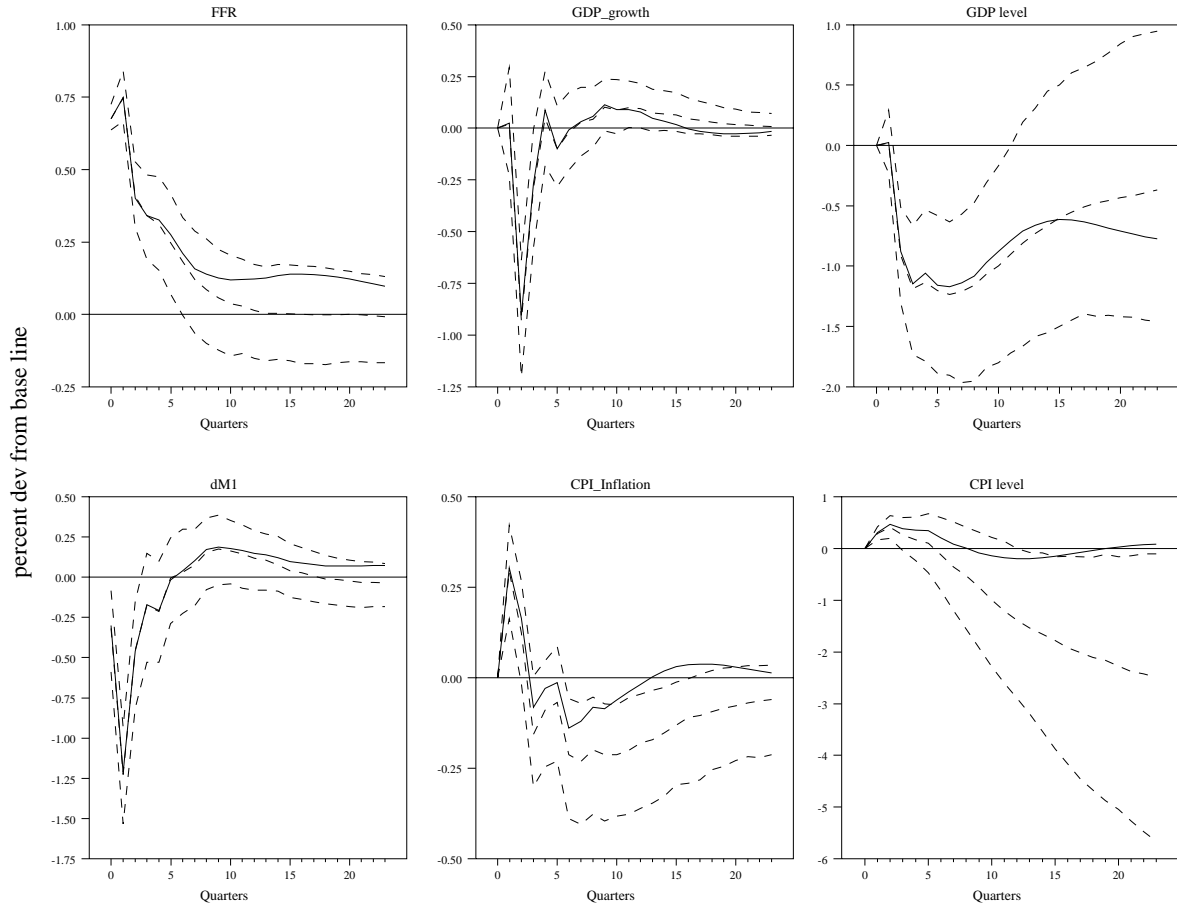 FFR
1.00
0.75
0.50
0.25
0.00
-0.25
0 5 10 15 20
Quarters
GDP_growth
0.50
0.25
0.00
-0.25
-0.50
-0.75
-1.00
-1.25
0 5 10 15 20
Quarters
GDP level
1.0
0.5
0.0
-0.5
-1.0
-1.5
-2.0
0 5 10 15 20
Quarters
percent dev from base line
dM1
0.50
0.25
0.00
-0.25
-0.50
-0.75
-1.00
-1.25
-1.50
-1.75
0 5 10 15 20
Quarters
CPI_Inflation
0.50
0.25
0.00
-0.25
-0.50
0 5 10 15 20
Quarters
CPI level
1
0
-1
-2
-3
-4
-5
-6
0 5 10 15 20
Quarters